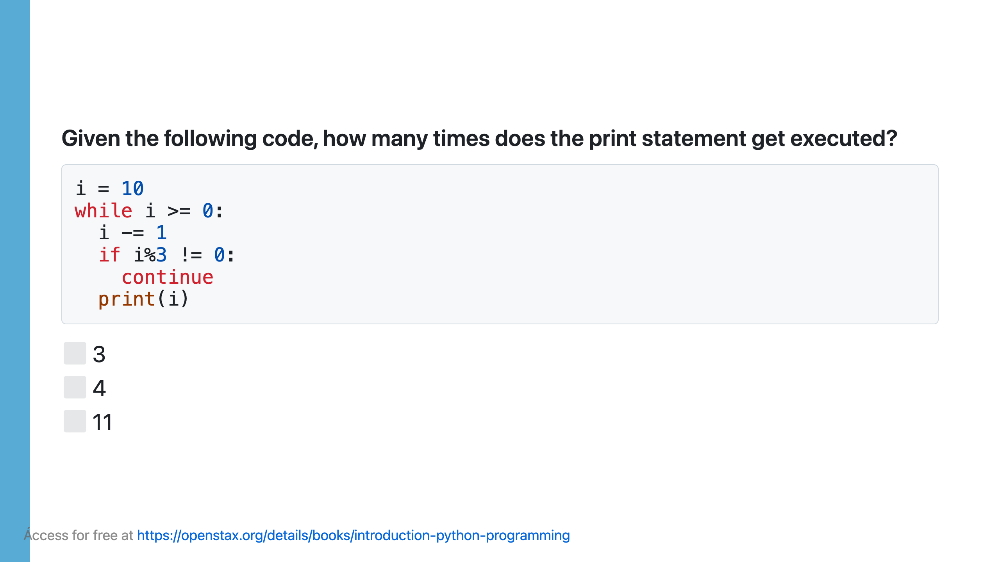 Given the following code, how many times does the print statement get executed?
i = 10
while i >= 0:
  i -= 1
  if i%3 != 0:
    continue
  print(i)
3
4
11
Áccess for free at https://openstax.org/details/books/introduction-python-programming